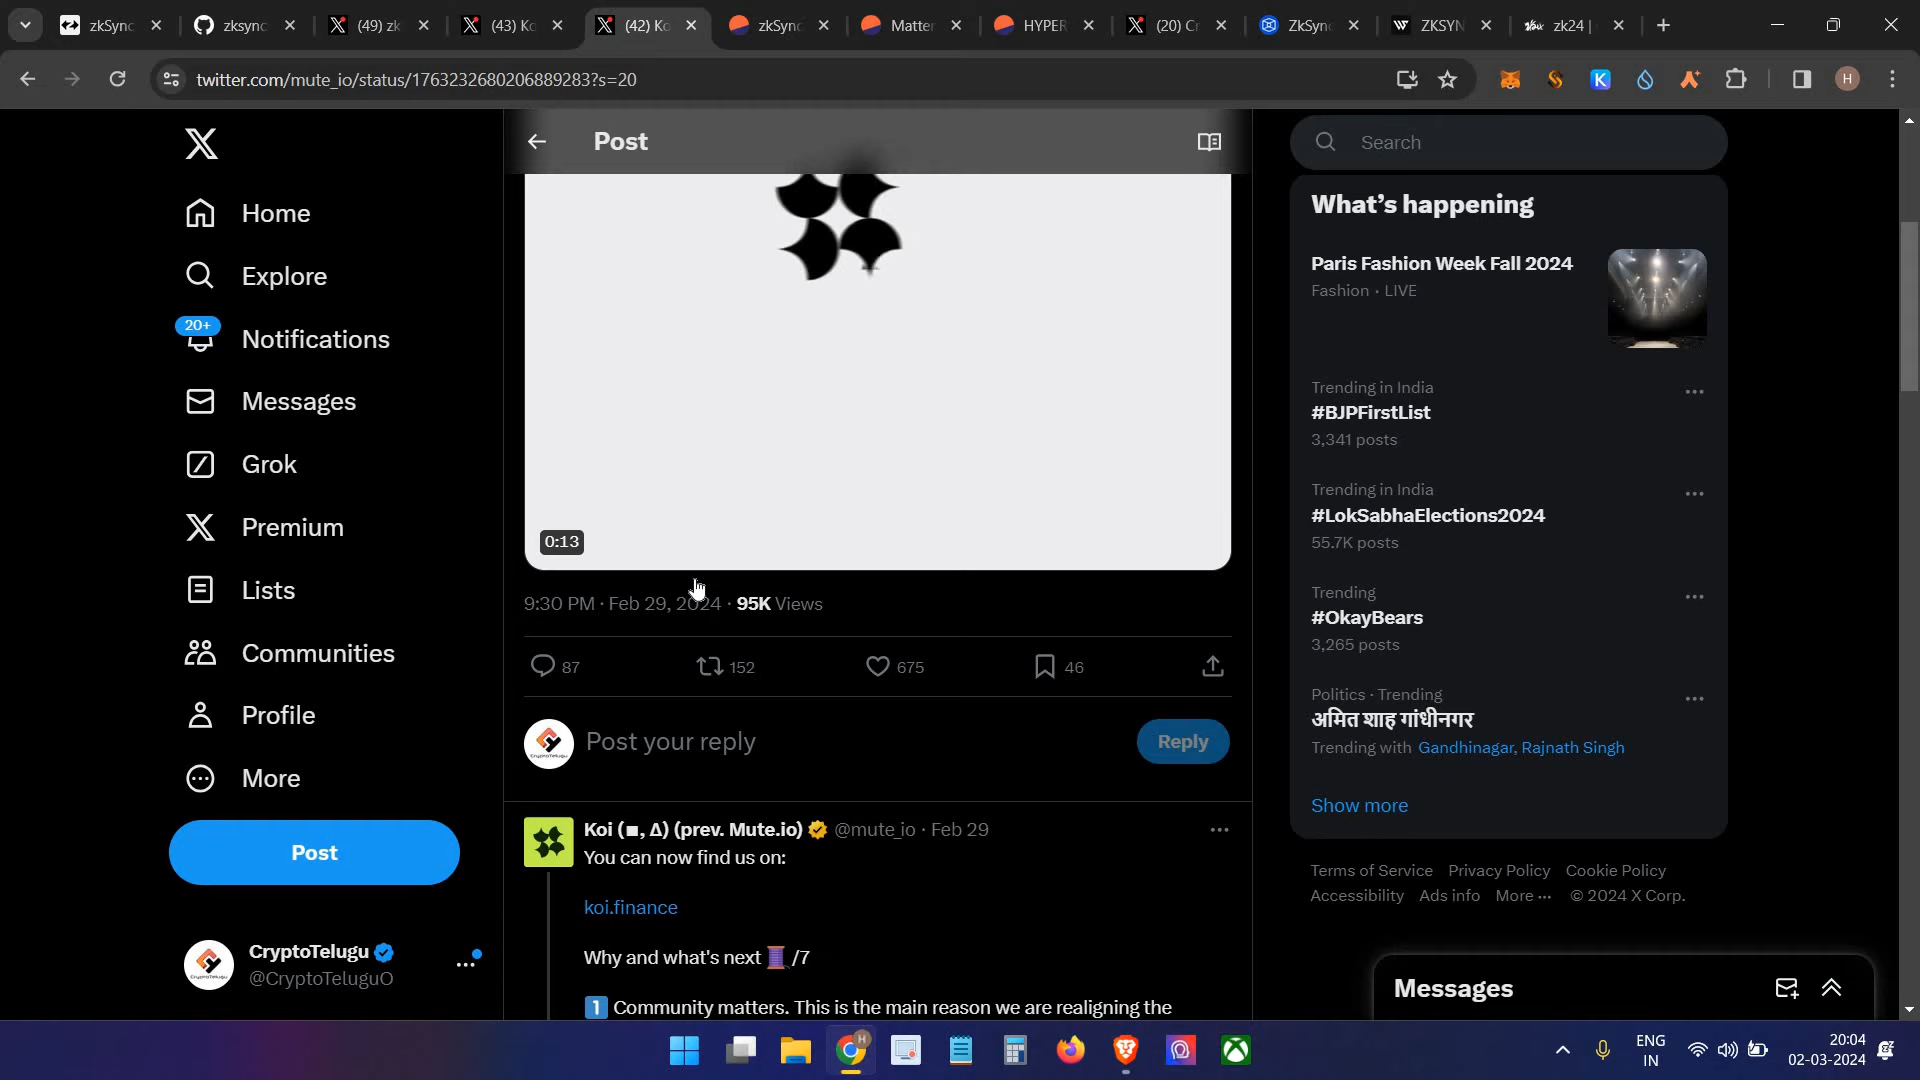 zkSync
zksync
(49) zk
(43) Ko
(42) Ko
zkSync
Matter
HYPER
(20) Cr
ZkSync
ZKSYN
zk24 |
twitter.com/mute_io/status/1763232680206889283?s=20
H
Home
Explore
20+
Notifications
Messages
Grok
Premium
Lists
Communities
Profile
More
Post
CryptoTelugu
@CryptoTeluguO
Post
0:13
9:30 PM · Feb 29, 2024 · 95K Views
87
152
675
46
Post your reply
Reply
Koi (■, Δ) (prev. Mute.io) @mute_io · Feb 29
You can now find us on:
koi.finance
Why and what's next 🧵 /7
1️⃣ Community matters. This is the main reason we are realigning the
Search
What's happening
Paris Fashion Week Fall 2024
Fashion · LIVE
Trending in India
#BJPFirstList
3,341 posts
Trending in India
#LokSabhaElections2024
55.7K posts
Trending
#OkayBears
3,265 posts
Politics · Trending
अमित शाह गांधीनगर
Trending with Gandhinagar, Rajnath Singh
Show more
Terms of Service Privacy Policy Cookie Policy
Accessibility Ads info More ··· © 2024 X Corp.
Messages
ENG
IN
20:04
02-03-2024